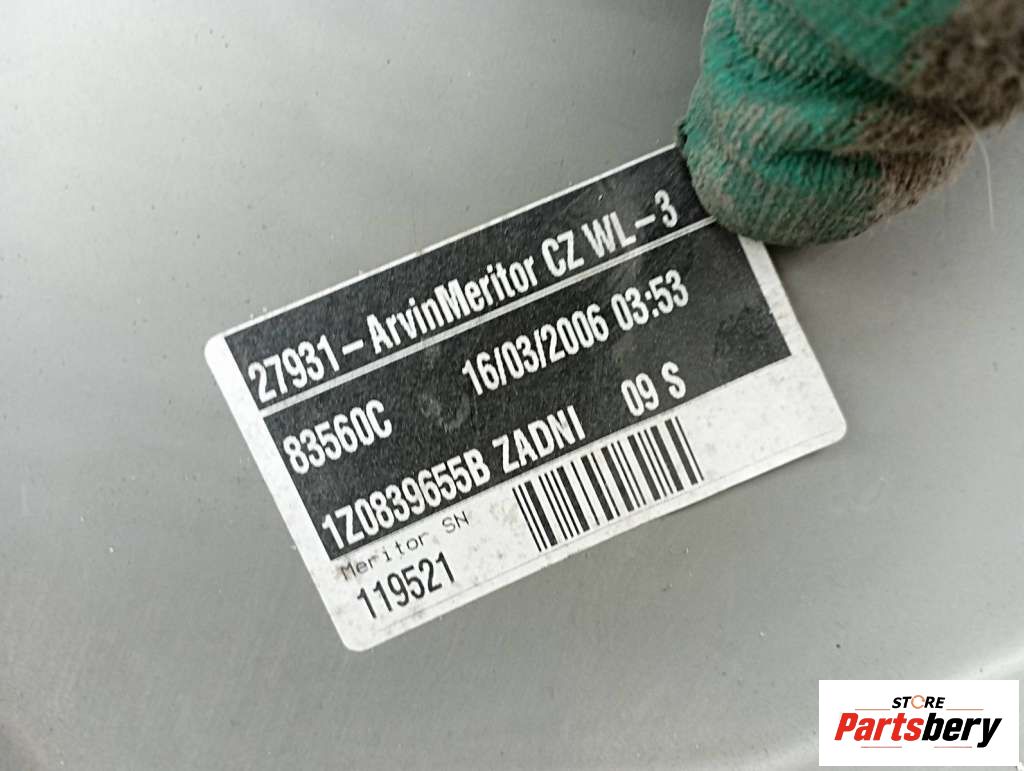 27931-ArvinMeritor CZ WL-3
83560C 16/03/2006 03:53
1Z0839655B ZADNI 09 S
Meritor SN
119521
STORE
Partsbery